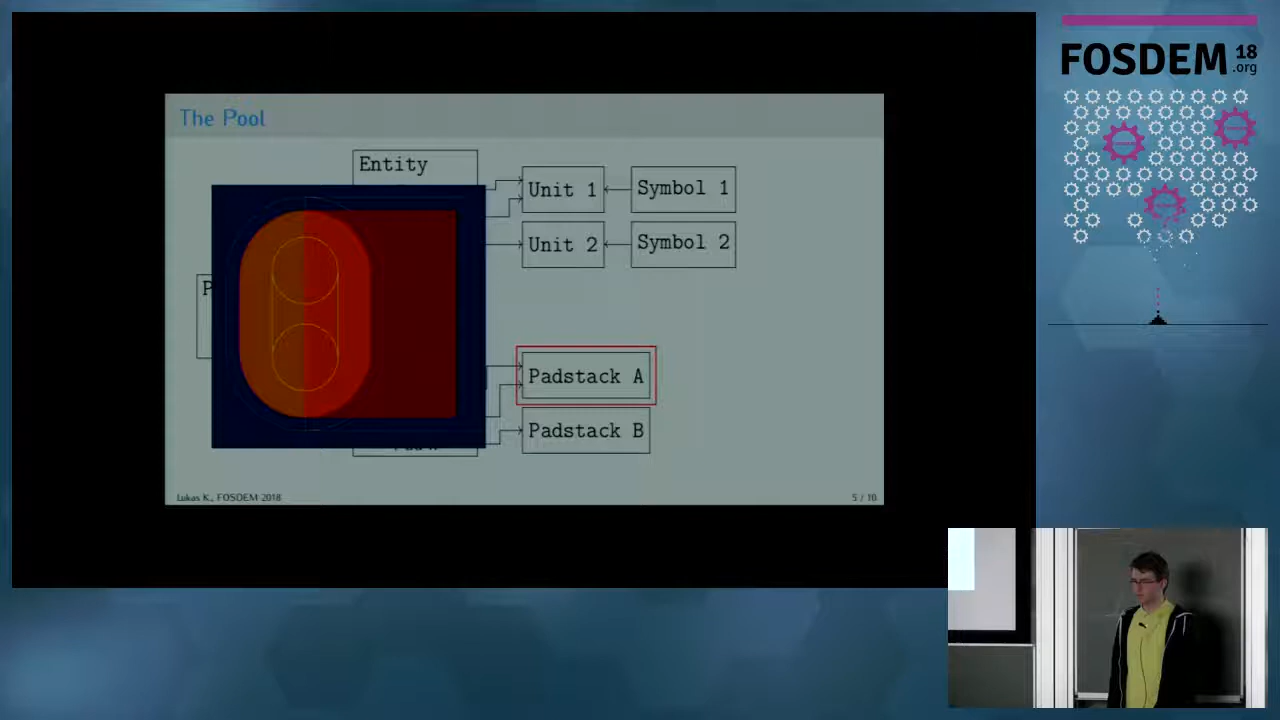 The Pool
Entity
Unit 1
Symbol 1
Unit 2
Symbol 2
P
Padstack A
Padstack B
Lukas K., FOSDEM 2018
5 / 16
FOSDEM 18
.org